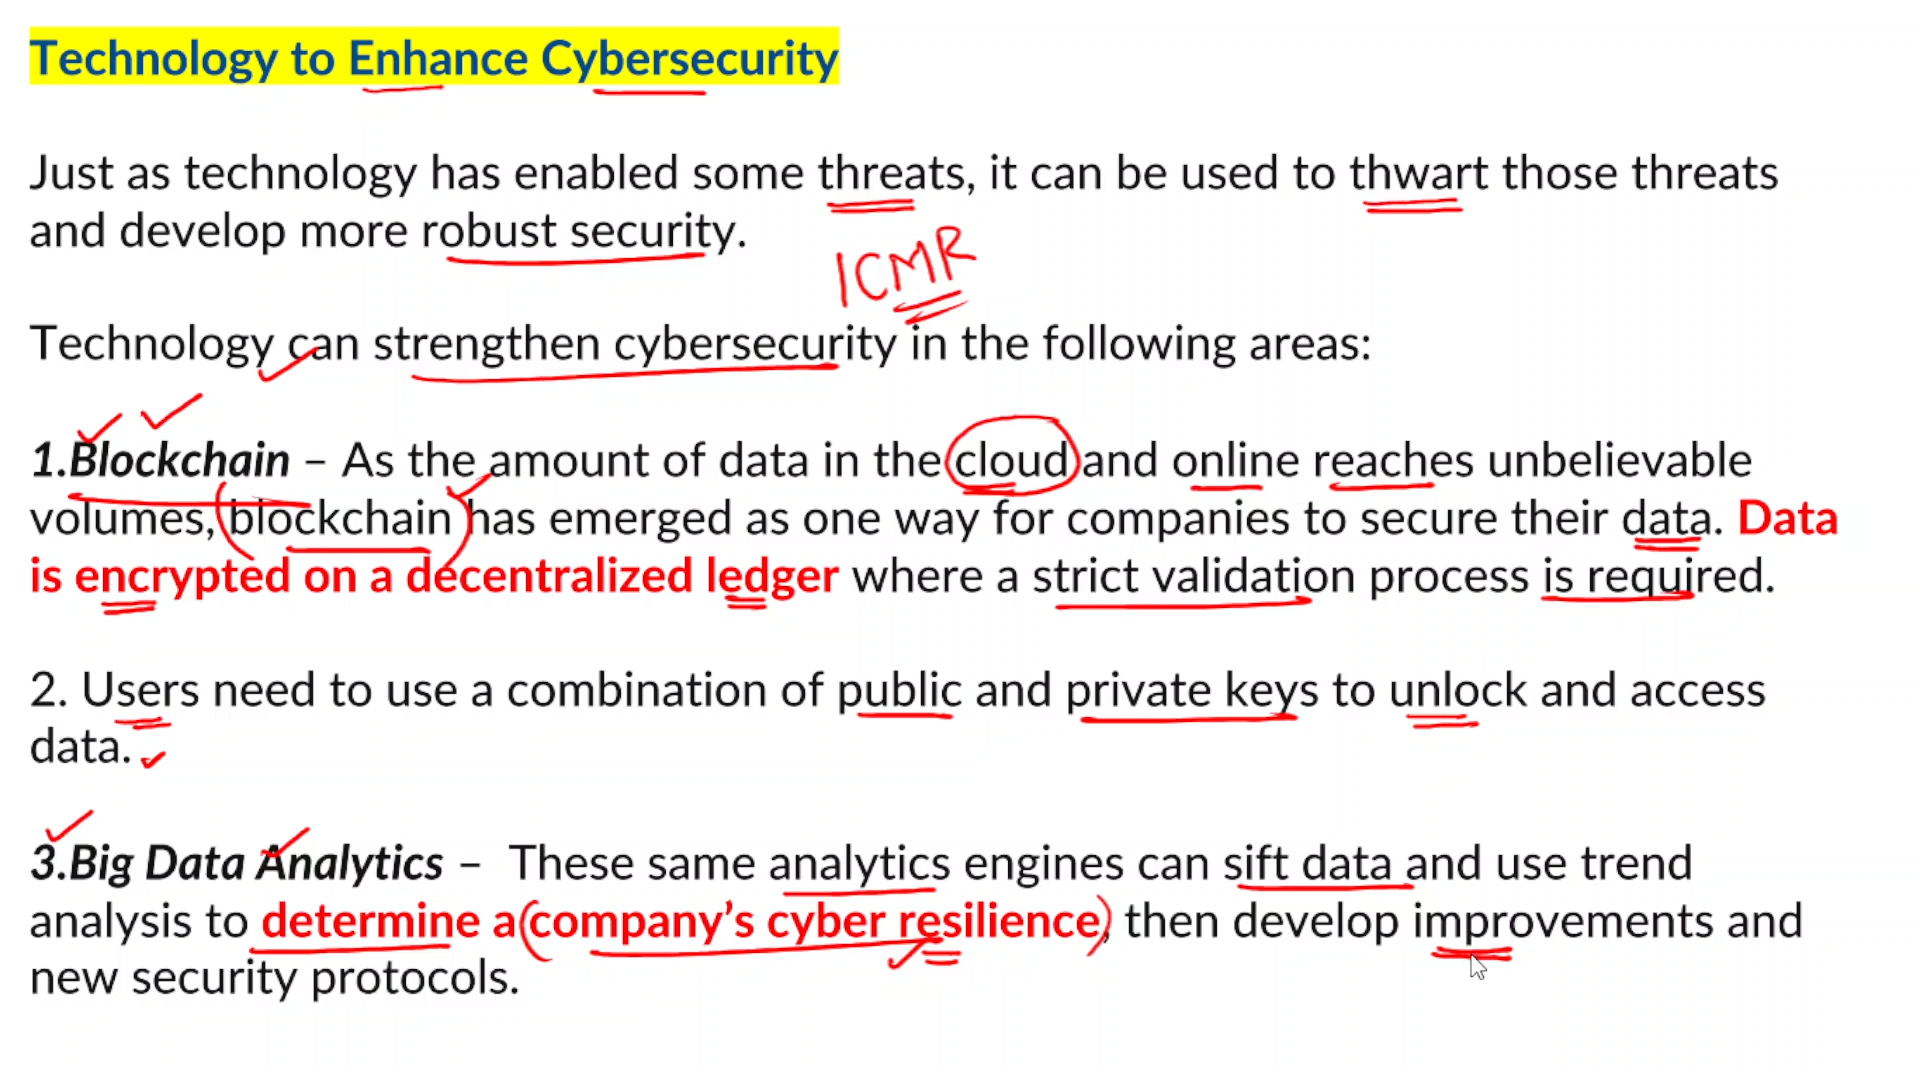 Technology to Enhance Cybersecurity
Just as technology has enabled some threats, it can be used to thwart those threats
and develop more robust security.
ICMR
Technology can strengthen cybersecurity in the following areas:
1.Blockchain – As the amount of data in the cloud and online reaches unbelievable
volumes, blockchain has emerged as one way for companies to secure their data. Data
is encrypted on a decentralized ledger where a strict validation process is required.
2. Users need to use a combination of public and private keys to unlock and access
data.
3.Big Data Analytics – These same analytics engines can sift data and use trend
analysis to determine a company’s cyber resilience, then develop improvements and
new security protocols.